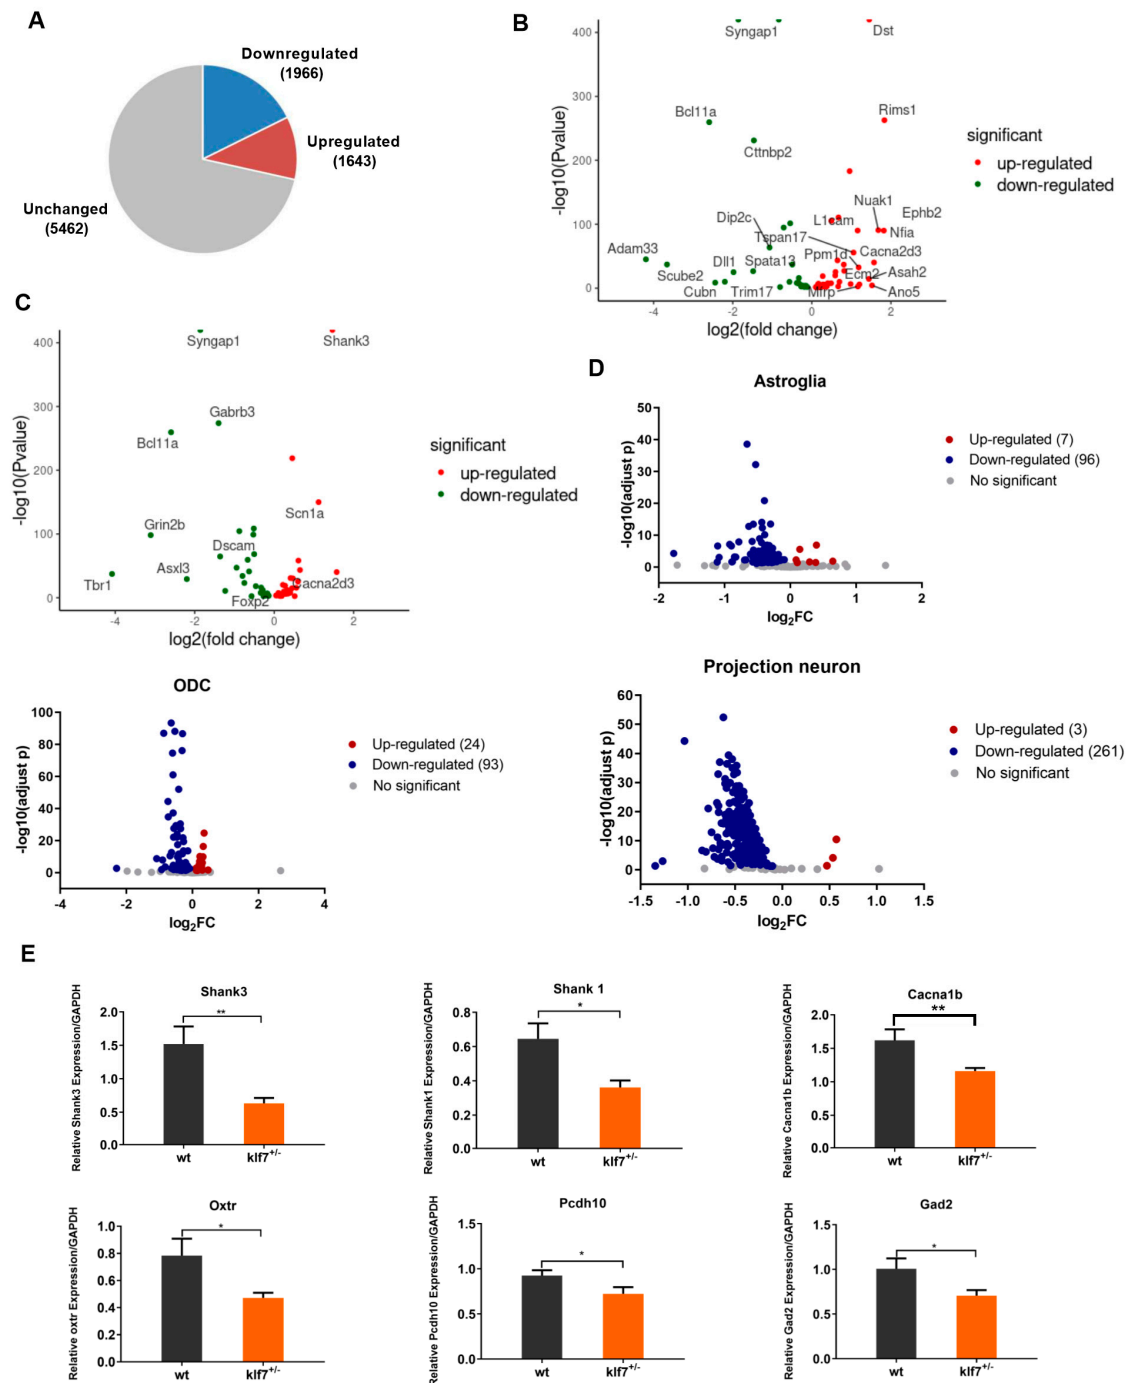 A
Downregulated
(1966)
Upregulated
(1643)
Unchanged
(5462)
B
400
300
200
100
0
-4
-2
0
2
-log10(Pvalue)
log2(fold change)
Syngap1
Dst
Bcl11a
Rims1
Cttnbp2
Nuak1
Ephb2
Dip2c
L1cam
Nfia
Tspan17
Cacna2d3
Adam33
Ppm1d
Scube2
Dll1
Spata13
Ecm2
Asah2
Cubn
Trim17
Mfrp
Ano5
significant
up-regulated
down-regulated
C
400
300
200
100
0
-4
-2
0
2
-log10(Pvalue)
log2(fold change)
Syngap1
Shank3
Gabrb3
Bcl11a
Scn1a
Grin2b
Dscam
Asxl3
Cacna2d3
Tbr1
Foxp2
significant
up-regulated
down-regulated
D
Astroglia
50
40
30
20
10
0
-2
-1
0
1
2
-log10(adjust p)
log₂FC
Up-regulated (7)
Down-regulated (96)
No significant
ODC
100
80
60
40
20
0
-4
-2
0
2
4
-log10(adjust p)
log₂FC
Up-regulated (24)
Down-regulated (93)
No significant
Projection neuron
60
50
40
30
20
10
0
-1.5
-1.0
-0.5
0.0
0.5
1.0
1.5
-log10(adjust p)
log₂FC
Up-regulated (3)
Down-regulated (261)
No significant
E
Shank3
Relative Shank3 Expression/GAPDH
2.0
1.5
1.0
0.5
0.0
**
wt
klf7⁺/⁻
Shank 1
Relative Shank1 Expression/GAPDH
0.8
0.6
0.4
0.2
0.0
*
wt
klf7⁺/⁻
Cacna1b
Relative Cacna1b Expression/GAPDH
2.0
1.5
1.0
0.5
0.0
**
wt
klf7⁺/⁻
Oxtr
Relative oxtr Expression/GAPDH
1.0
0.8
0.6
0.4
0.2
0.0
*
wt
klf7⁺/⁻
Pcdh10
Relative Pcdh10 Expression/GAPDH
1.5
1.0
0.5
0.0
*
wt
klf7⁺/⁻
Gad2
Relative Gad2 Expression/GAPDH
1.5
1.0
0.5
0.0
*
wt
klf7⁺/⁻